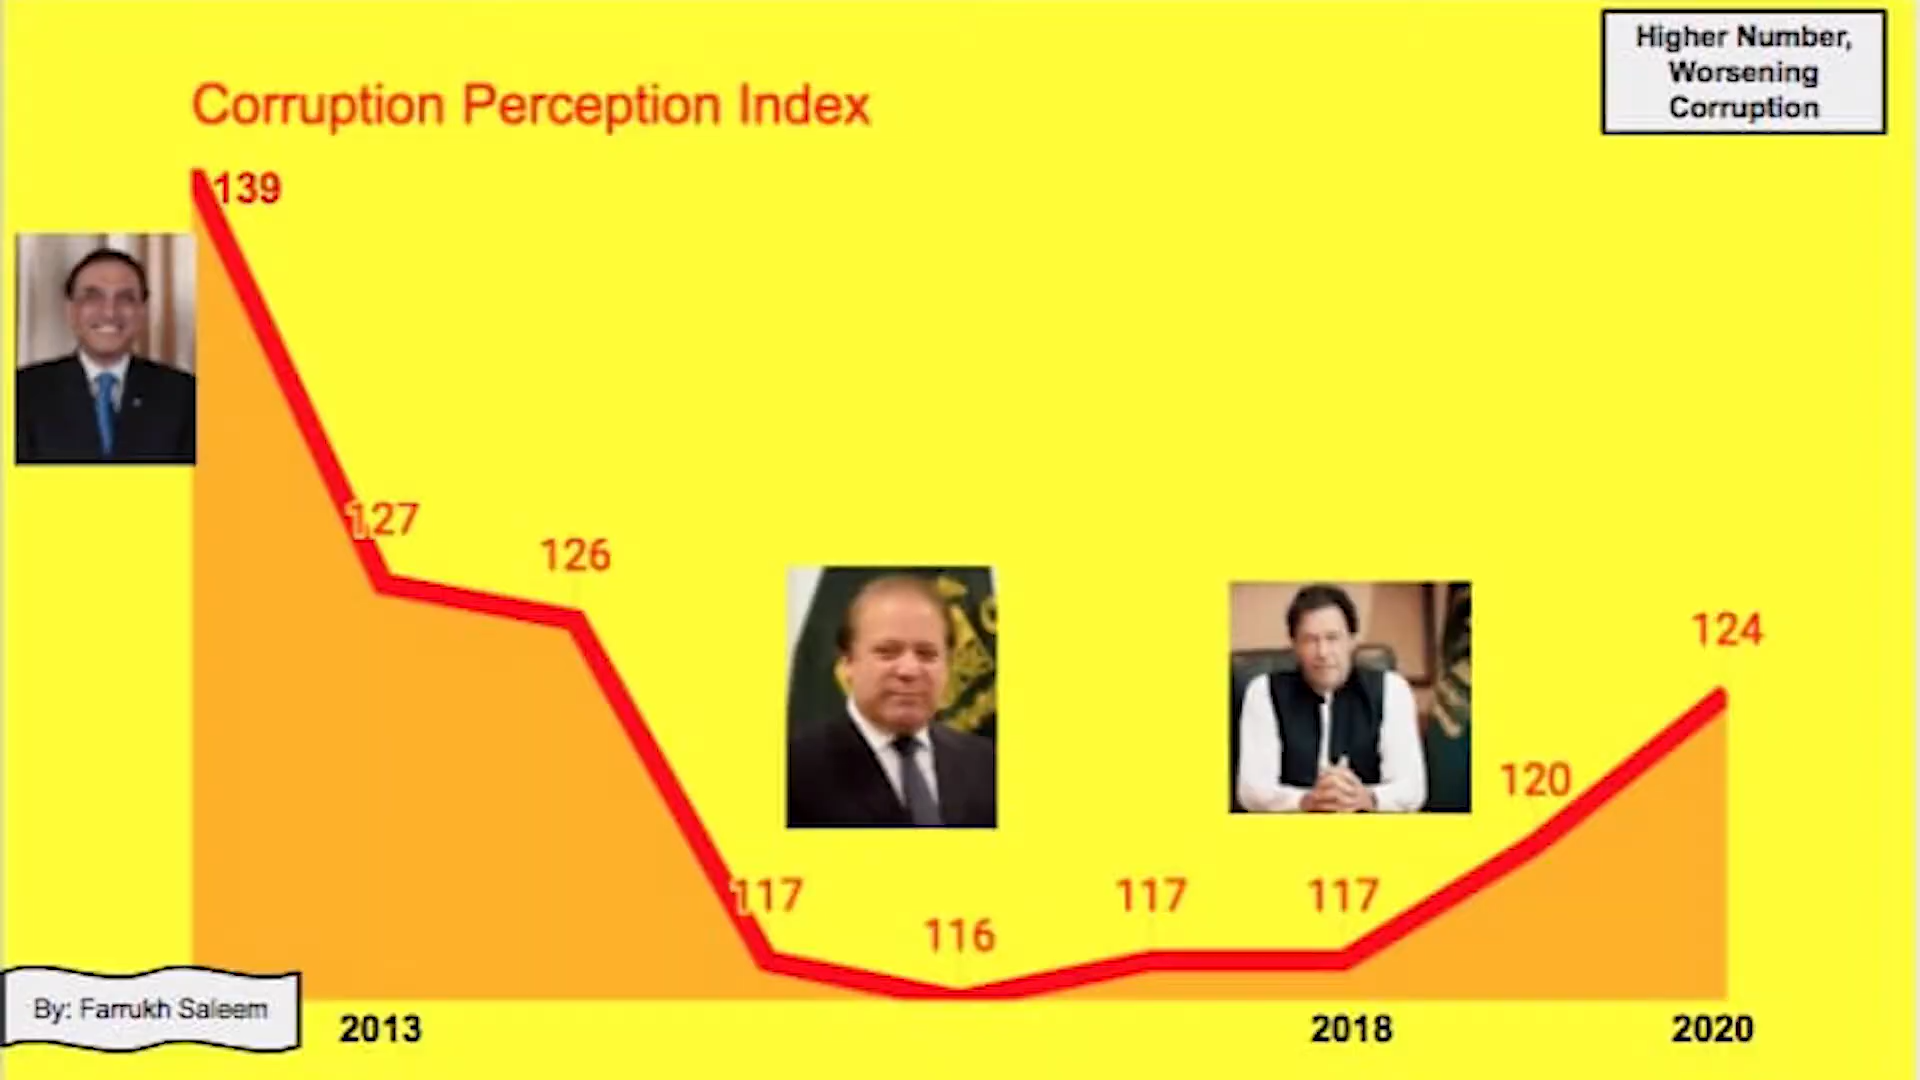 Higher Number,
Worsening
Corruption
Corruption Perception Index
139
127
126
117
116
117
117
120
124
By: Farrukh Saleem
2013
2018
2020